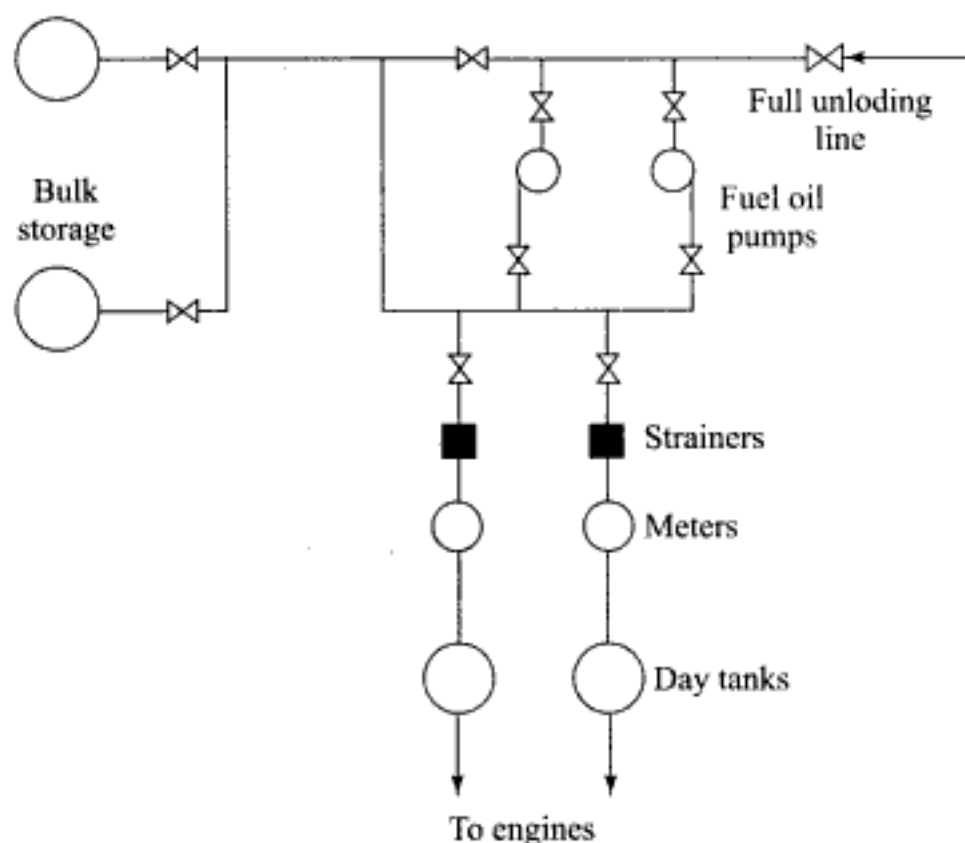 Full unloding
line
Bulk
storage
Fuel oil
pumps
Strainers
Meters
Day tanks
To engines